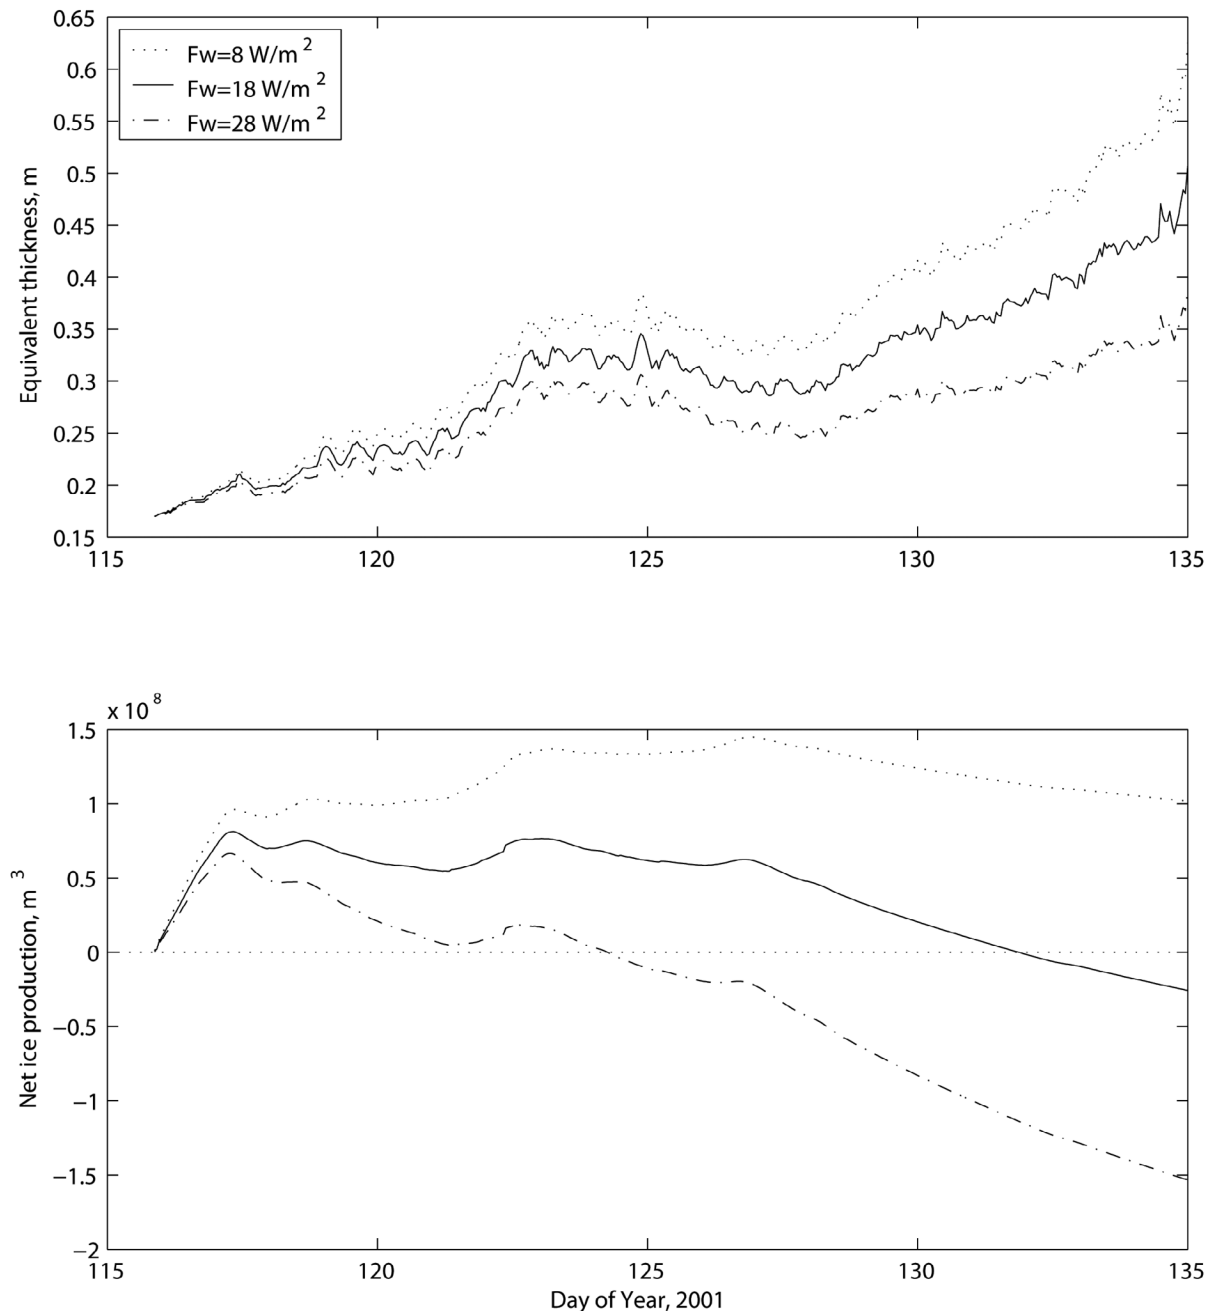 0.65
Fw=8 W/m 2
0.6
Fw=18 W/m 2
Fw=28 W/m 2
0.55
0.5
0.45
0.4
0.35
0.3
0.25
0.2
0.15
Equivalent thickness, m
115 120 125 130 135
x 10 8
1.5
1
0.5
0
−0.5
−1
−1.5
−2
Net ice production, m 3
115 120 125 130 135
Day of Year, 2001